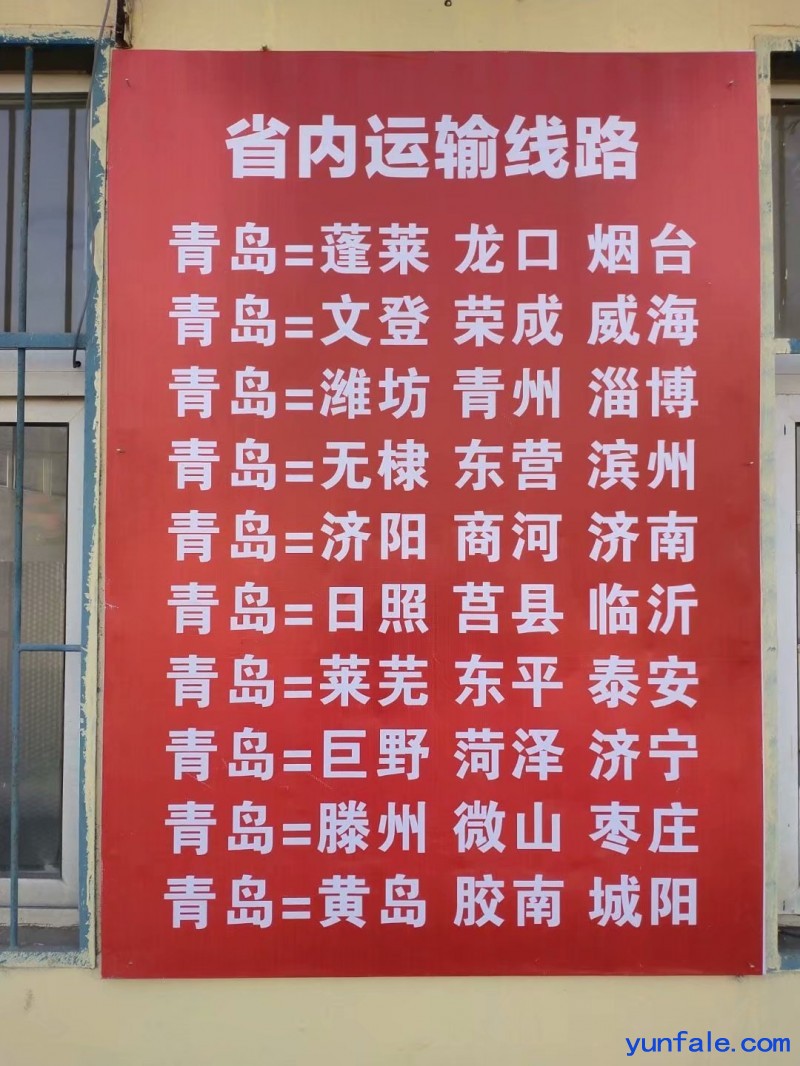 省内运输线路
青岛=蓬莱 龙口 烟台
青岛=文登 荣成 威海
青岛=潍坊 青州 淄博
青岛=无棣 东营 滨州
青岛=济阳 商河 济南
青岛=日照 莒县 临沂
青岛=莱芜 东平 泰安
青岛=巨野 菏泽 济宁
青岛=滕州 微山 枣庄
青岛=黄岛 胶南 城阳
yunfale.com